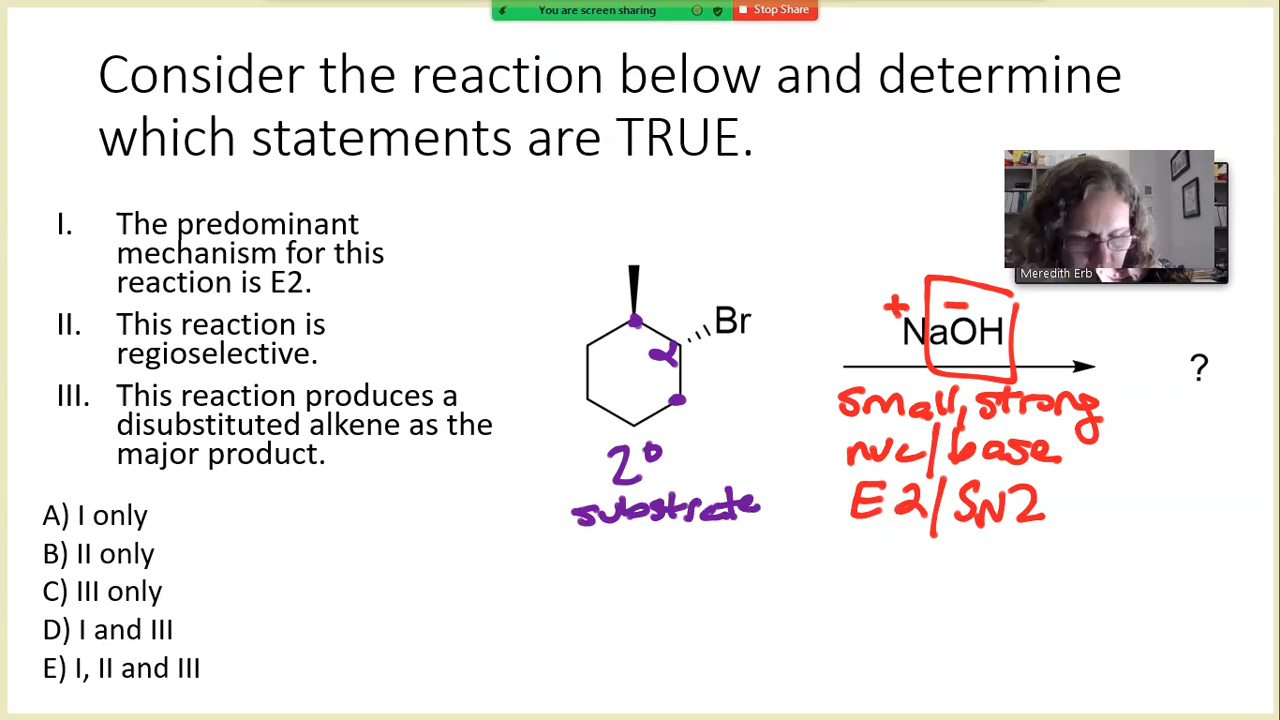 You are screen sharing
Stop Share
Consider the reaction below and determine
which statements are TRUE.
Meredith Erb
I. The predominant
mechanism for this
reaction is E2.
II. This reaction is
regioselective.
III. This reaction produces a
disubstituted alkene as the
major product.
A) I only
B) II only
C) III only
D) I and III
E) I, II and III
Br
α
2°
substrate
+ −
NaOH
small, strong
nuc/base
E2/SN2
?